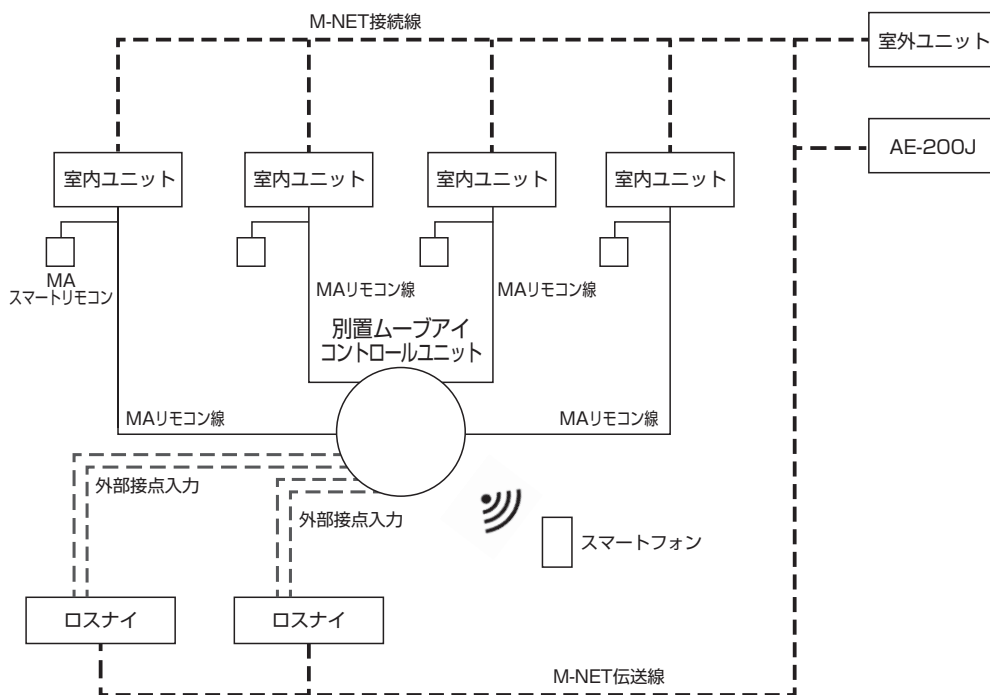 M-NET接続線
室外ユニット
AE-200J
室内ユニット
室内ユニット
室内ユニット
室内ユニット
MA
スマートリモコン
MAリモコン線
MAリモコン線
別置ムーブアイ
コントロールユニット
MAリモコン線
MAリモコン線
外部接点入力
外部接点入力
スマートフォン
ロスナイ
ロスナイ
M-NET伝送線